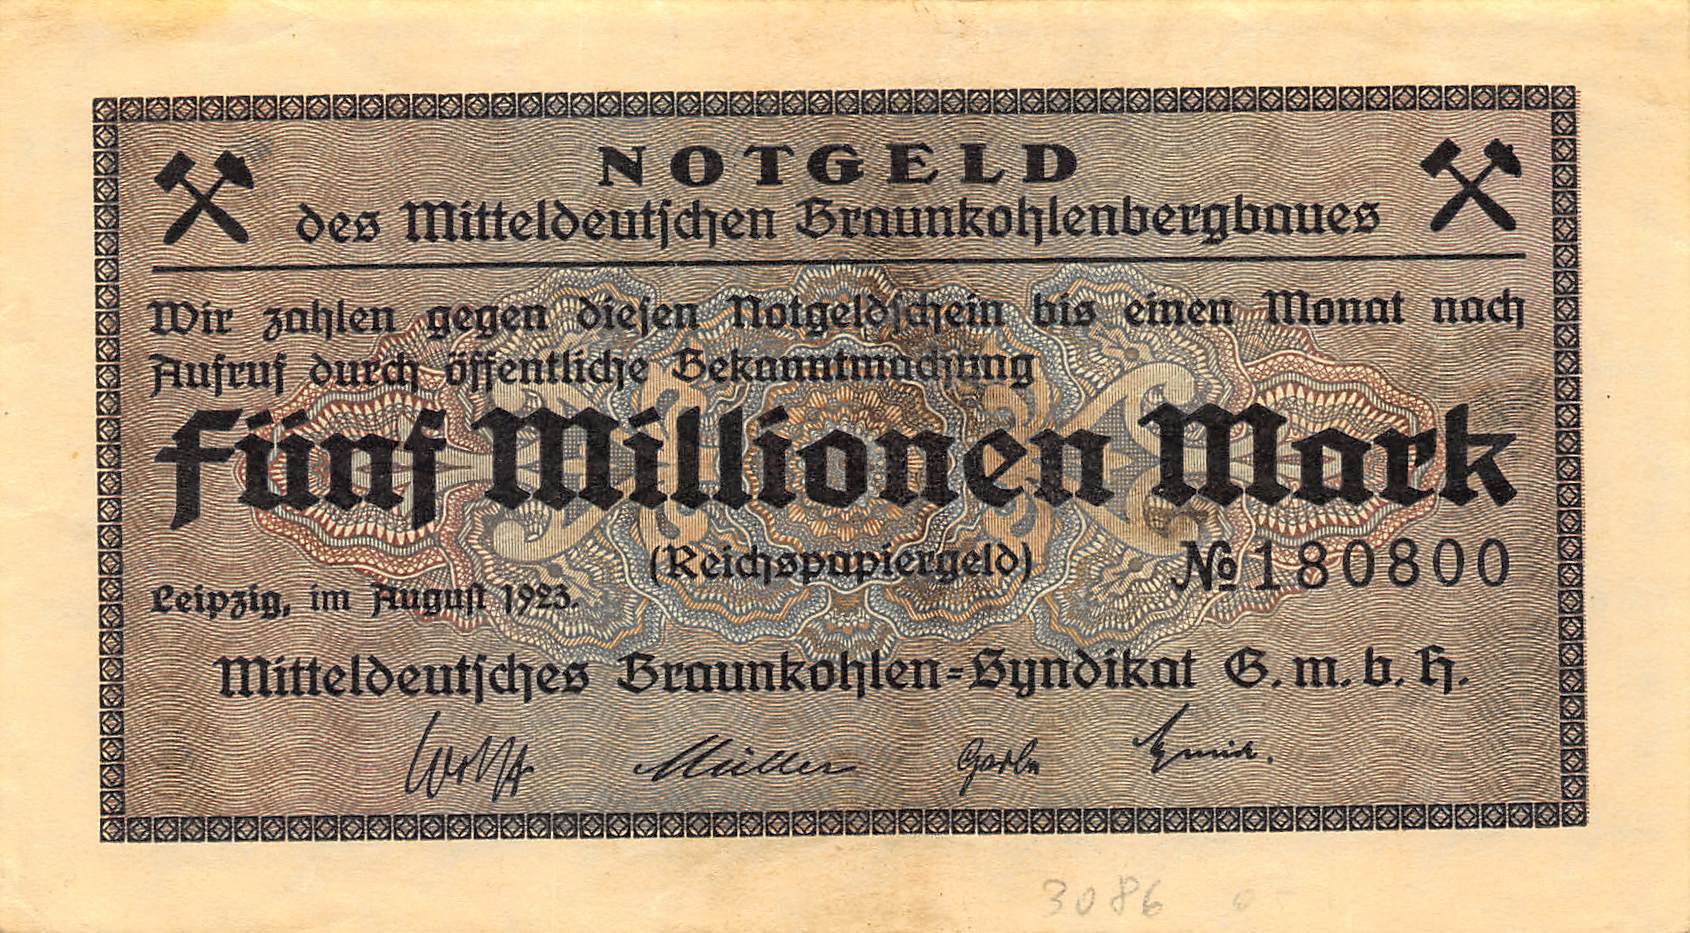 NOTGELD
des Mitteldeutschen Braunkohlenbergbaues
Wir zahlen gegen diesen Notgeldschein bis einen Monat nach
Aufruf durch öffentliche Bekanntmachung
Fünf Millionen Mark
(Reichspapiergeld)
№ 180800
Leipzig, im August 1923.
Mitteldeutsches Braunkohlen=Syndikat G. m. b. H.
Müller
3086